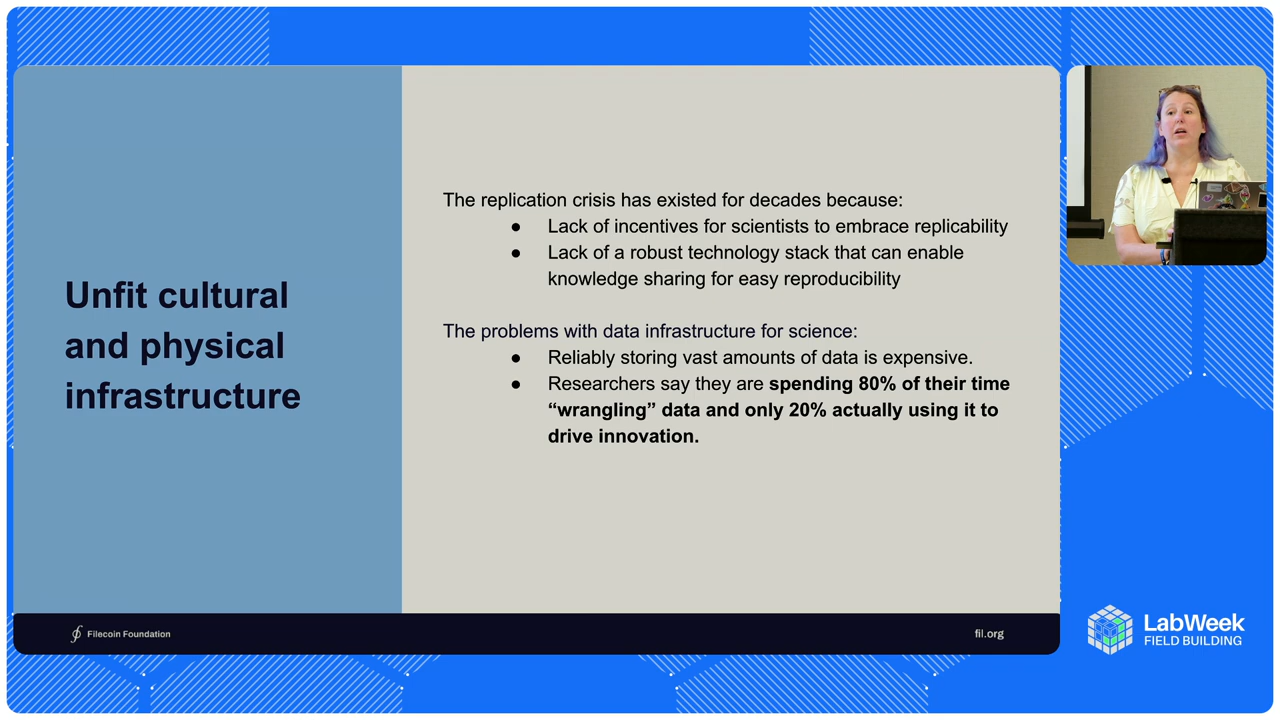 Unfit cultural
and physical
infrastructure
The replication crisis has existed for decades because:
● Lack of incentives for scientists to embrace replicability
● Lack of a robust technology stack that can enable
knowledge sharing for easy reproducibility
The problems with data infrastructure for science:
● Reliably storing vast amounts of data is expensive.
● Researchers say they are spending 80% of their time
“wrangling” data and only 20% actually using it to
drive innovation.
Filecoin Foundation
fil.org
LabWeek
FIELD BUILDING